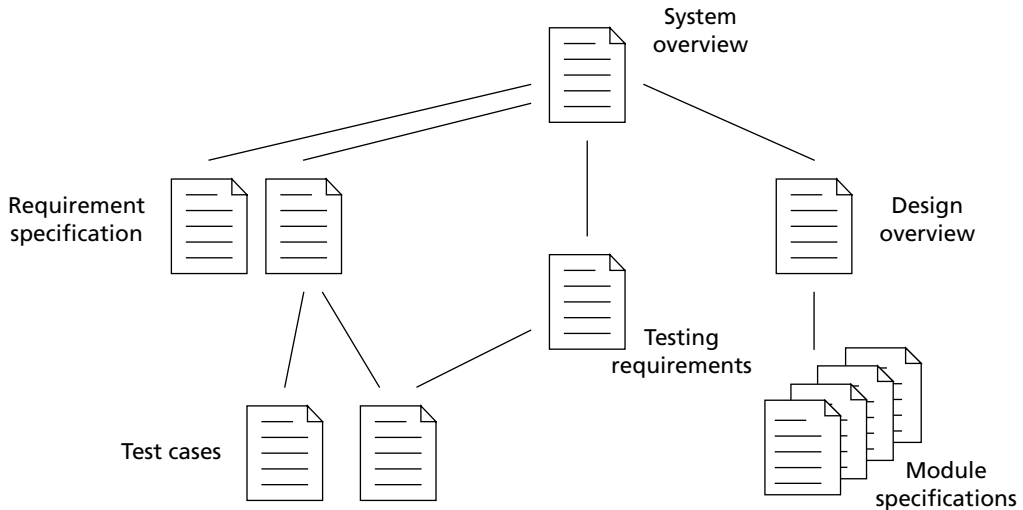 System
overview
Requirement
specification
Design
overview
Testing
requirements
Test cases
Module
specifications